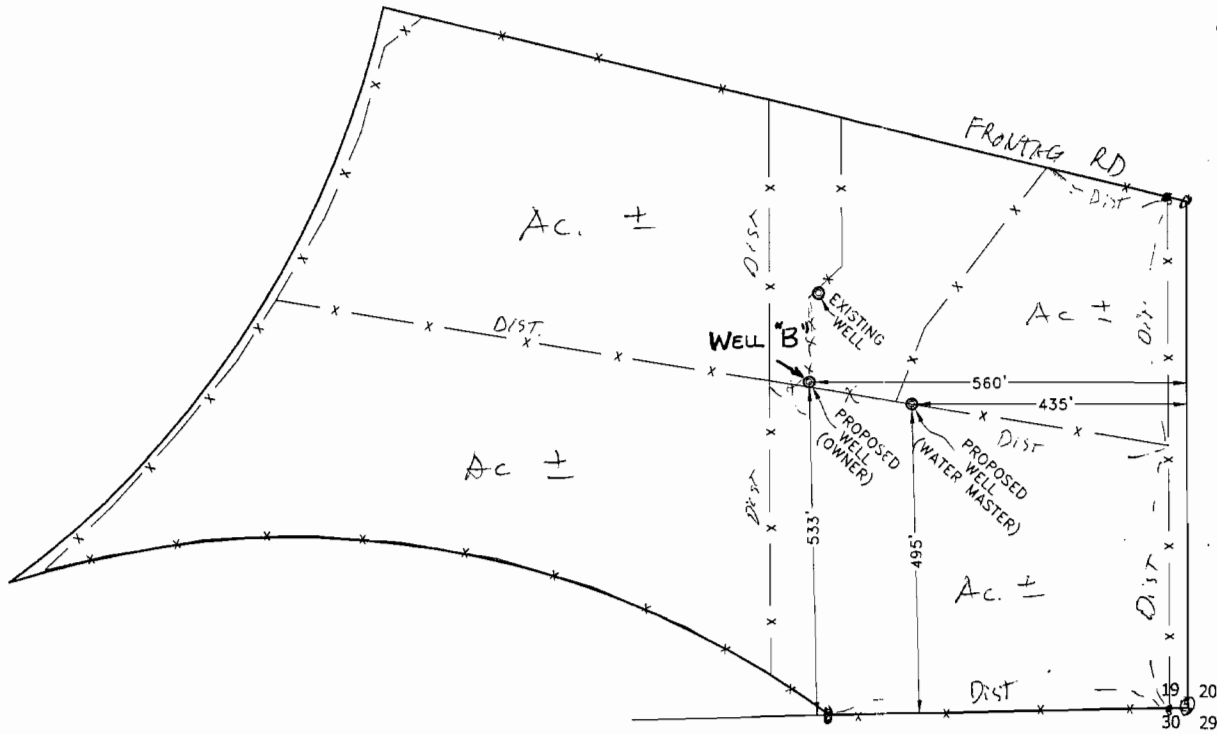 FRONTAG RD
Dist
Ac. ±
Dist
EXISTING
WELL
Ac ±
Dist
DIST.
WELL "B"
560'
435'
PROPOSED
WELL
(OWNER)
PROPOSED
WELL
(WATER MASTER)
Dist
Ac ±
Dist
533'
495'
Ac. ±
Dist
Dist
19 20
30 29